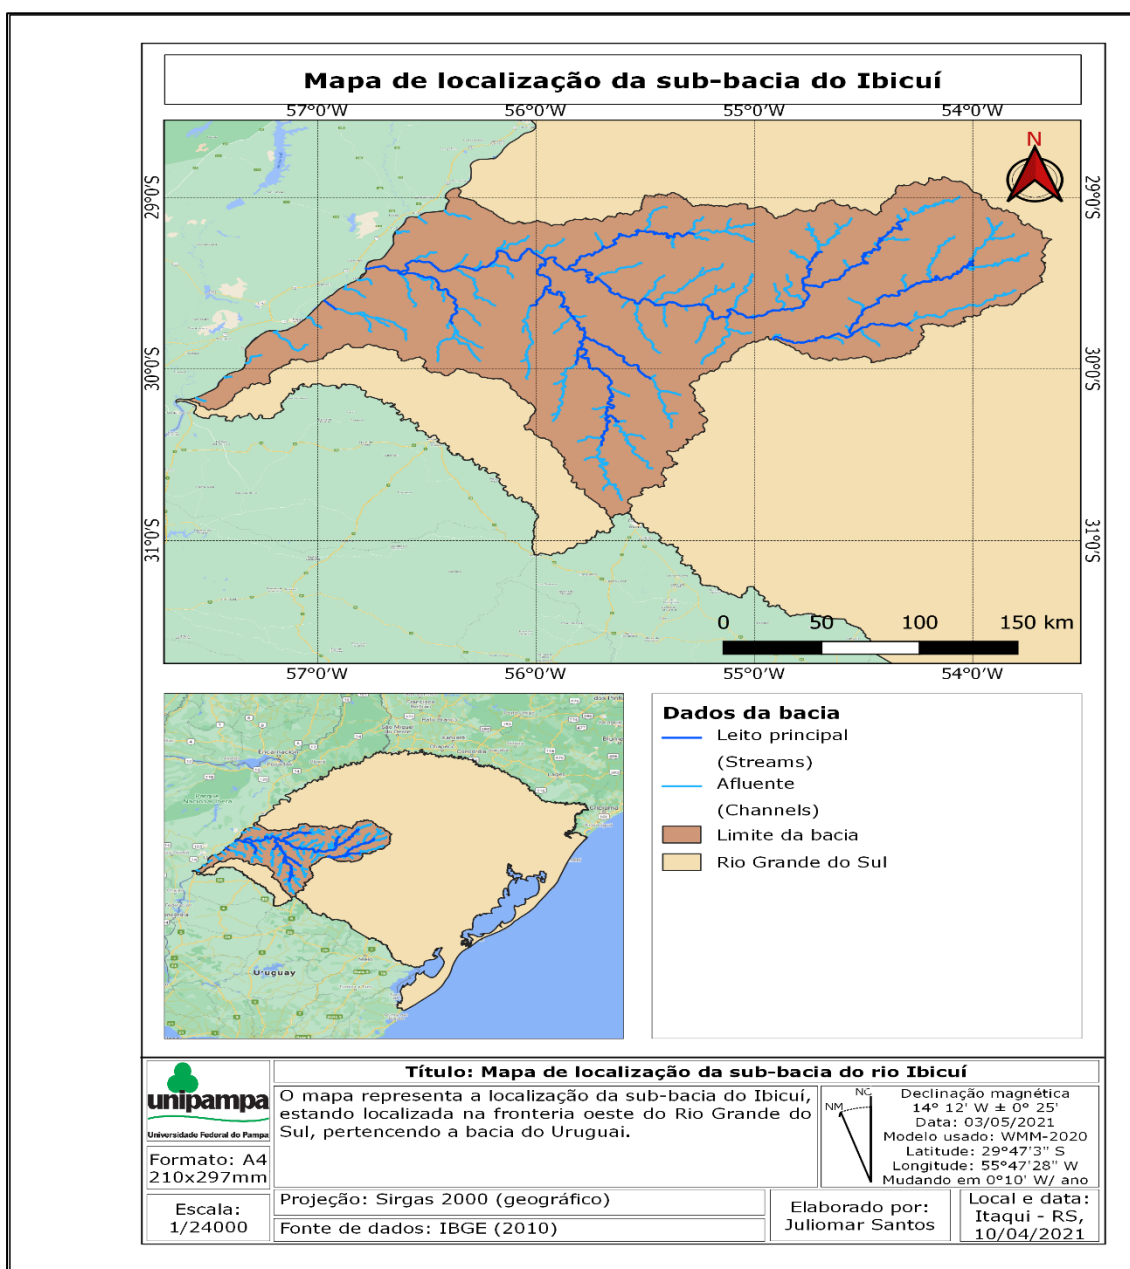 Mapa de localização da sub-bacia do Ibicuí
57°0'W 56°0'W 55°0'W 54°0'W
N
29°0'S 29°0'S
30°0'S 30°0'S
31°0'S 31°0'S
0 50 100 150 km
57°0'W 56°0'W 55°0'W 54°0'W
Encarnación
Uruguay
Dados da bacia
Leito principal
(Streams)
Afluente
(Channels)
Limite da bacia
Rio Grande do Sul
unipampa
Universidade Federal do Pampa
Formato: A4
210x297mm
Escala:
1/24000
Título: Mapa de localização da sub-bacia do rio Ibicuí
O mapa representa a localização da sub-bacia do Ibicuí,
estando localizada na fronteria oeste do Rio Grande do
Sul, pertencendo a bacia do Uruguai.
Projeção: Sirgas 2000 (geográfico)
Fonte de dados: IBGE (2010)
NG
NM
Declinação magnética
14° 12' W ± 0° 25'
Data: 03/05/2021
Modelo usado: WMM-2020
Latitude: 29°47'3" S
Longitude: 55°47'28" W
Mudando em 0°10' W/ ano
Elaborado por:
Juliomar Santos
Local e data:
Itaqui - RS,
10/04/2021